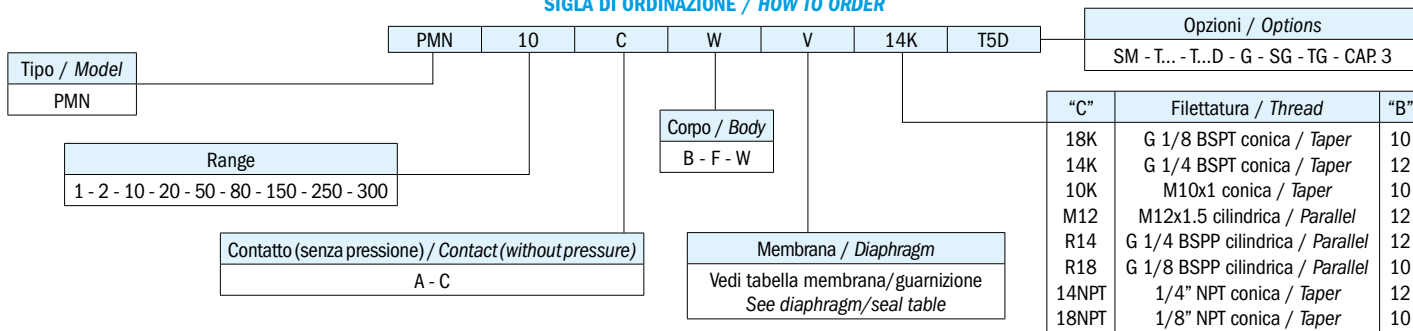 SIGLA DI ORDINAZIONE / HOW TO ORDER
PMN 10 C W V 14K T5D
Opzioni / Options
SM - T... - T...D - G - SG - TG - CAP. 3
Tipo / Model
PMN
Range
1 - 2 - 10 - 20 - 50 - 80 - 150 - 250 - 300
Contatto (senza pressione) / Contact (without pressure)
A - C
Corpo / Body
B - F - W
Membrana / Diaphragm
Vedi tabella membrana/guarnizione
See diaphragm/seal table
“C” Filettatura / Thread “B”
18K G 1/8 BSPT conica / Taper 10
14K G 1/4 BSPT conica / Taper 12
10K M10x1 conica / Taper 10
M12 M12x1.5 cilindrica / Parallel 12
R14 G 1/4 BSPP cilindrica / Parallel 12
R18 G 1/8 BSPP cilindrica / Parallel 10
14NPT 1/4” NPT conica / Taper 12
18NPT 1/8” NPT conica / Taper 10